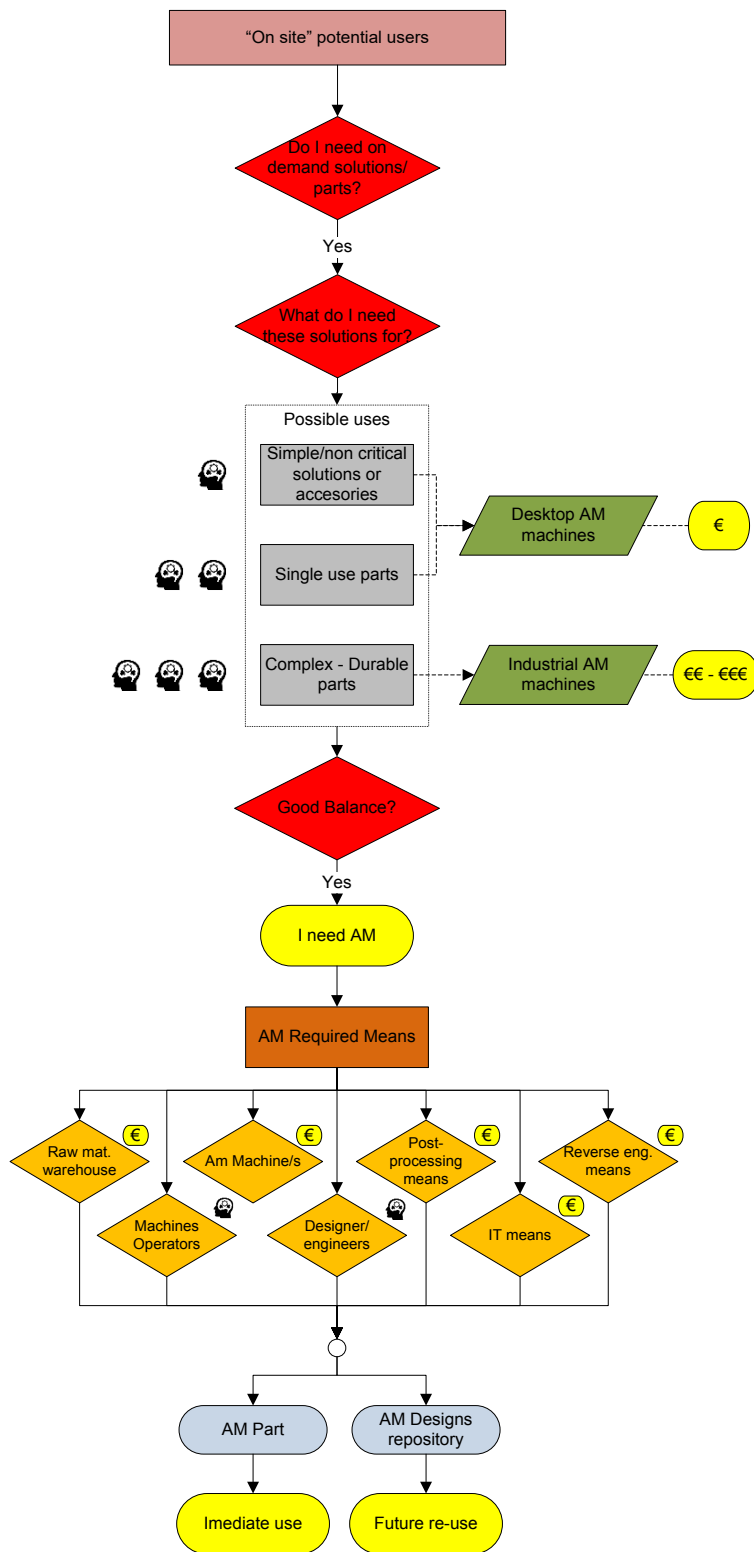 “On site” potential users
Do I need on
demand solutions/
parts?
Yes
What do I need
these solutions for?
Possible uses
Simple/non critical
solutions or
accesories
Desktop AM
machines
€
Single use parts
Complex - Durable
parts
Industrial AM
machines
€€ - €€€
Good Balance?
Yes
I need AM
AM Required Means
Raw mat.
warehouse
€
Am Machine/s
€
Post-
processing
means
€
Reverse eng.
means
€
Machines
Operators
Designer/
engineers
IT means
€
AM Part
AM Designs
repository
Imediate use
Future re-use